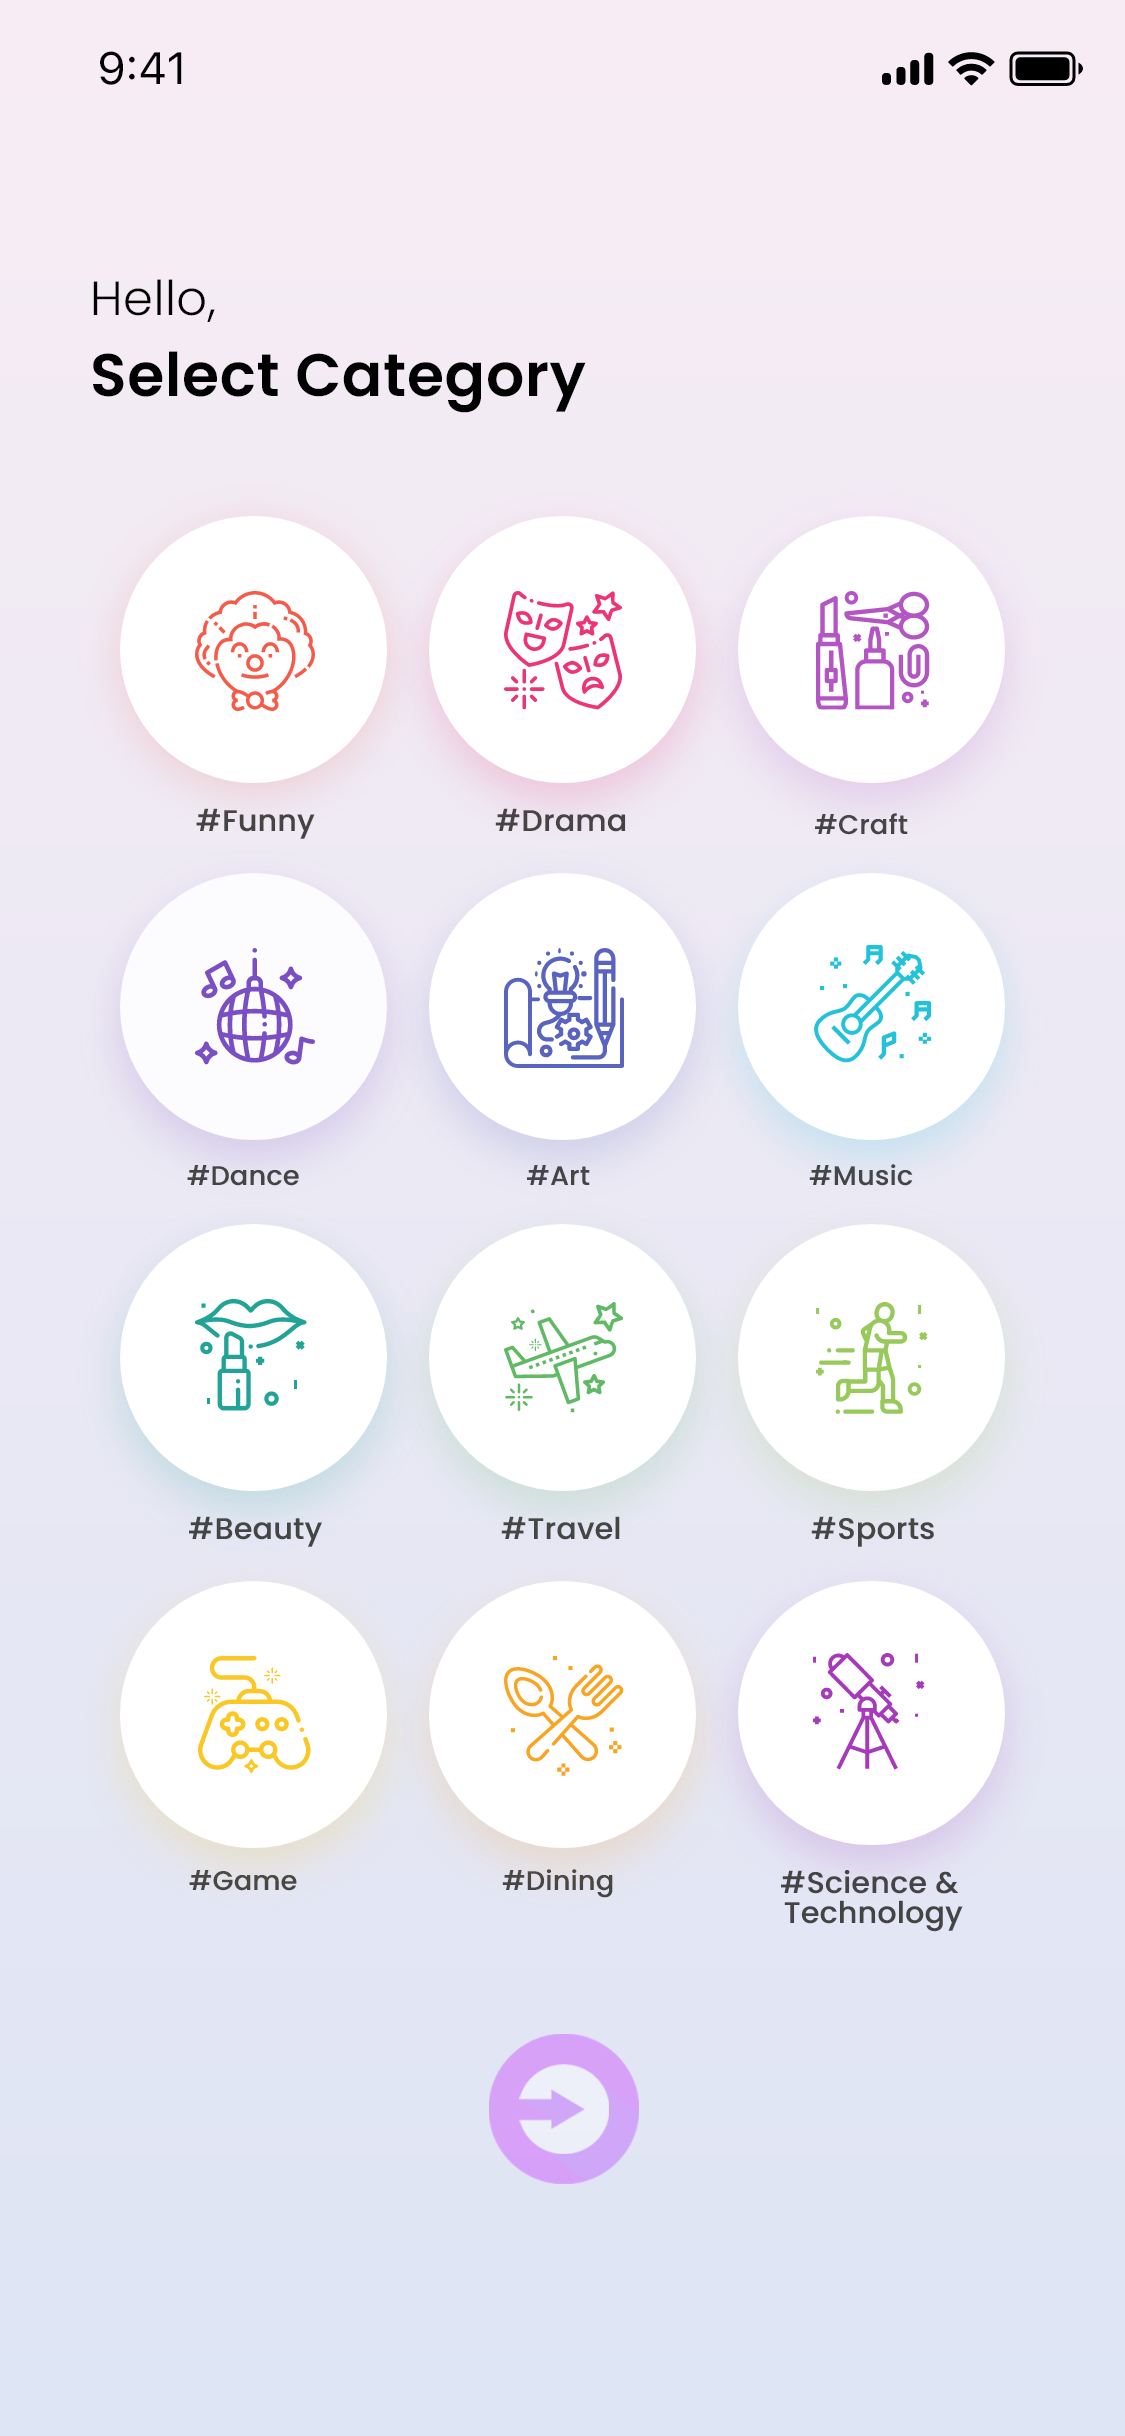 9:41
Hello,
Select Category
#Funny
#Drama
#Craft
#Dance
#Art
#Music
#Beauty
#Travel
#Sports
#Game
#Dining
#Science &
Technology